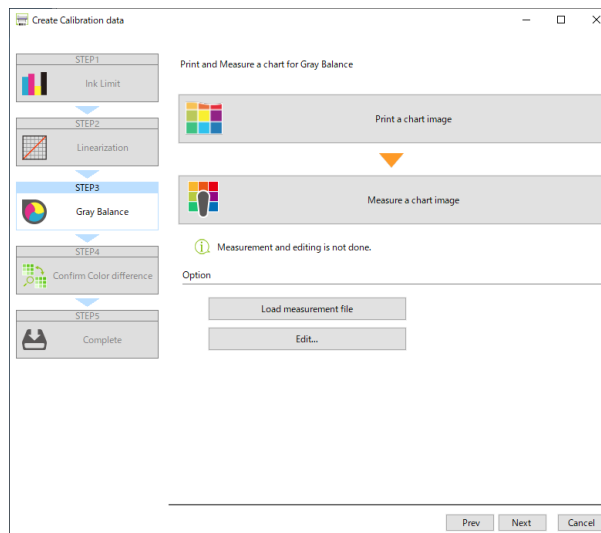 Create Calibration data
STEP1
Ink Limit
STEP2
Linearization
STEP3
Gray Balance
STEP4
Confirm Color difference
STEP5
Complete
Print and Measure a chart for Gray Balance
Print a chart image
Measure a chart image
Measurement and editing is not done.
Option
Load measurement file
Edit...
Prev
Next
Cancel